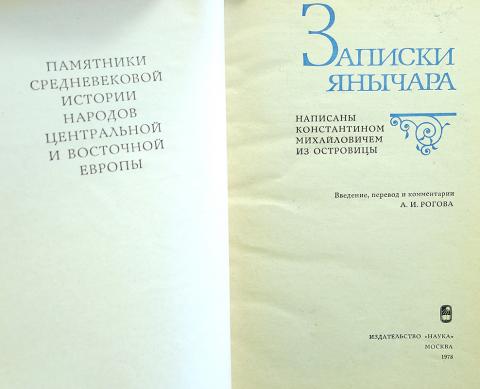 ПАМЯТНИКИ
СРЕДНЕВЕКОВОЙ
ИСТОРИИ
НАРОДОВ
ЦЕНТРАЛЬНОЙ
И ВОСТОЧНОЙ
ЕВРОПЫ
ЗАПИСКИ
ЯНЫЧАРА
НАПИСАНЫ
КОНСТАНТИНОМ
МИХАЙЛОВИЧЕМ
ИЗ ОСТРОВИЦЫ
Введение, перевод и комментарии
А. И. РОГОВА
ИЗДАТЕЛЬСТВО «НАУКА»
МОСКВА
1978